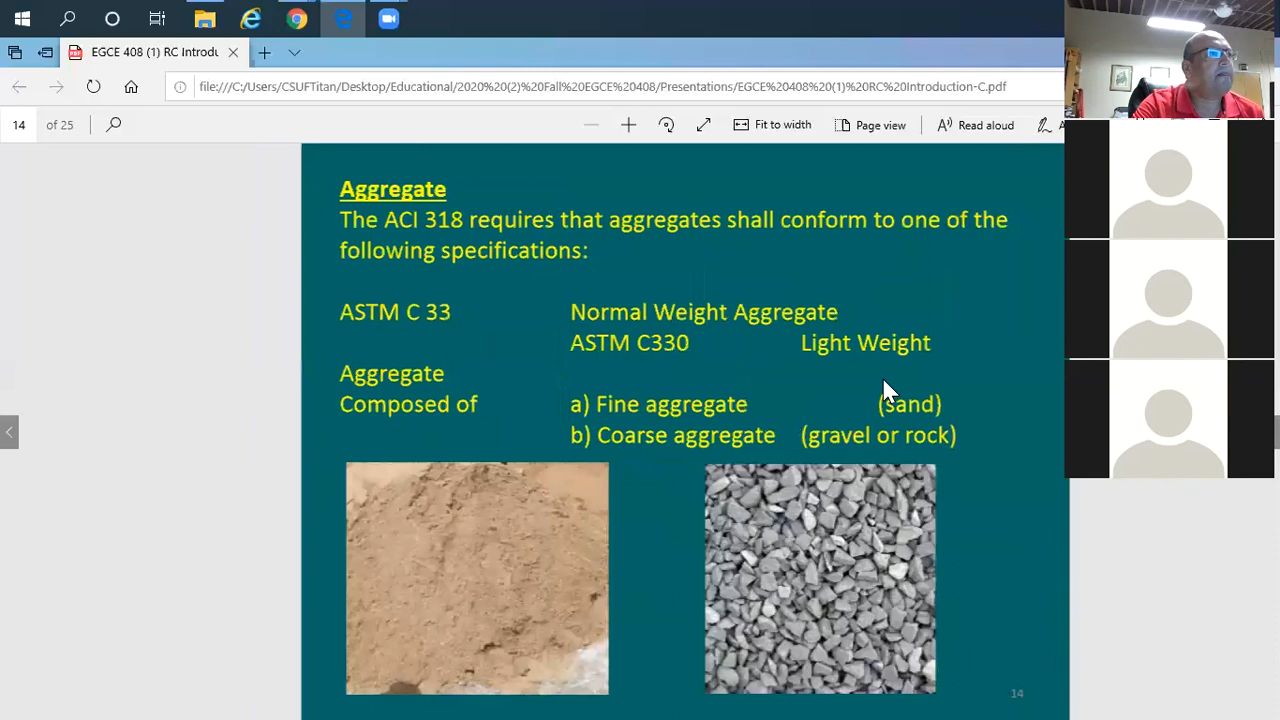 EGCE 408 (1) RC Introdu
file:///C:/Users/CSUFTitan/Desktop/Educational/2020%20(2)%20Fall%20EGCE%20408/Presentations/EGCE%20408%20(1)%20RC%20Introduction-C.pdf
14 of 25 Fit to width Page view Read aloud
Aggregate
The ACI 318 requires that aggregates shall conform to one of the
following specifications:
ASTM C 33 Normal Weight Aggregate
ASTM C330 Light Weight
Aggregate
Composed of a) Fine aggregate (sand)
b) Coarse aggregate (gravel or rock)
14